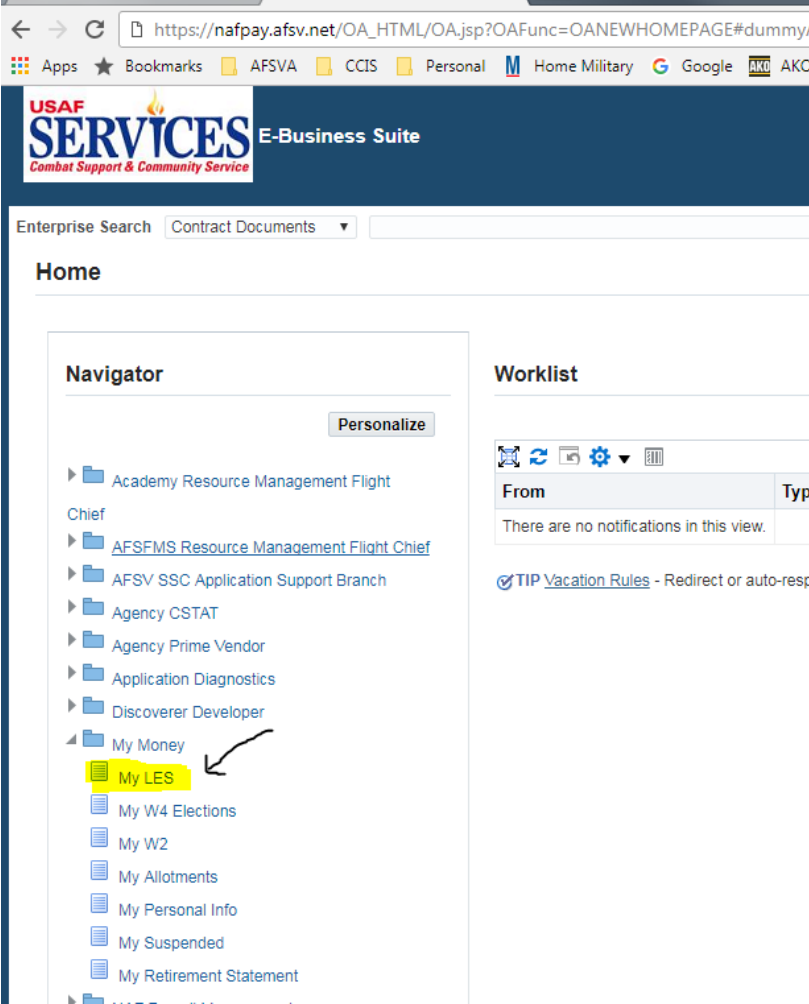 https://nafpay.afsv.net/OA_HTML/OA.jsp?OAFunc=OANEWHOMEPAGE#dummy/
Apps Bookmarks AFSVA CCIS Personal M Home Military G Google AKO AKO
USAF
SERVICES
Combat Support & Community Service
E-Business Suite
Enterprise Search Contract Documents
Home
Navigator
Personalize
Academy Resource Management Flight
Chief
AFSFMS Resource Management Flight Chief
AFSV SSC Application Support Branch
Agency CSTAT
Agency Prime Vendor
Application Diagnostics
Discoverer Developer
My Money
My LES
My W4 Elections
My W2
My Allotments
My Personal Info
My Suspended
My Retirement Statement
Worklist
From Typ
There are no notifications in this view.
TIP Vacation Rules - Redirect or auto-resp